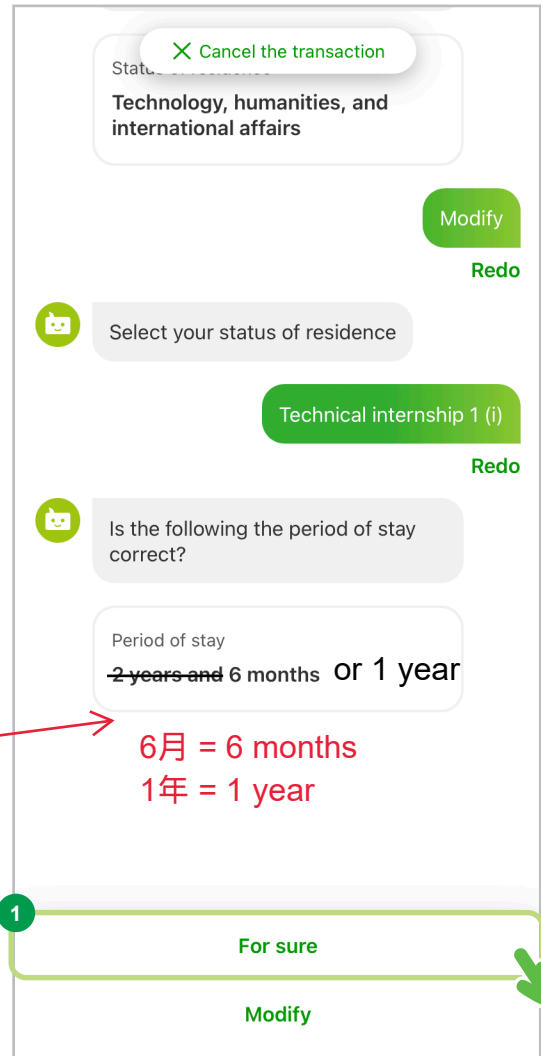 Cancel the transaction
Status of residence
Technology, humanities, and
international affairs
Modify
Redo
Select your status of residence
Technical internship 1 (i)
Redo
Is the following the period of stay
correct?
Period of stay
2 years and 6 months or 1 year
6月 = 6 months
1年 = 1 year
1
For sure
Modify